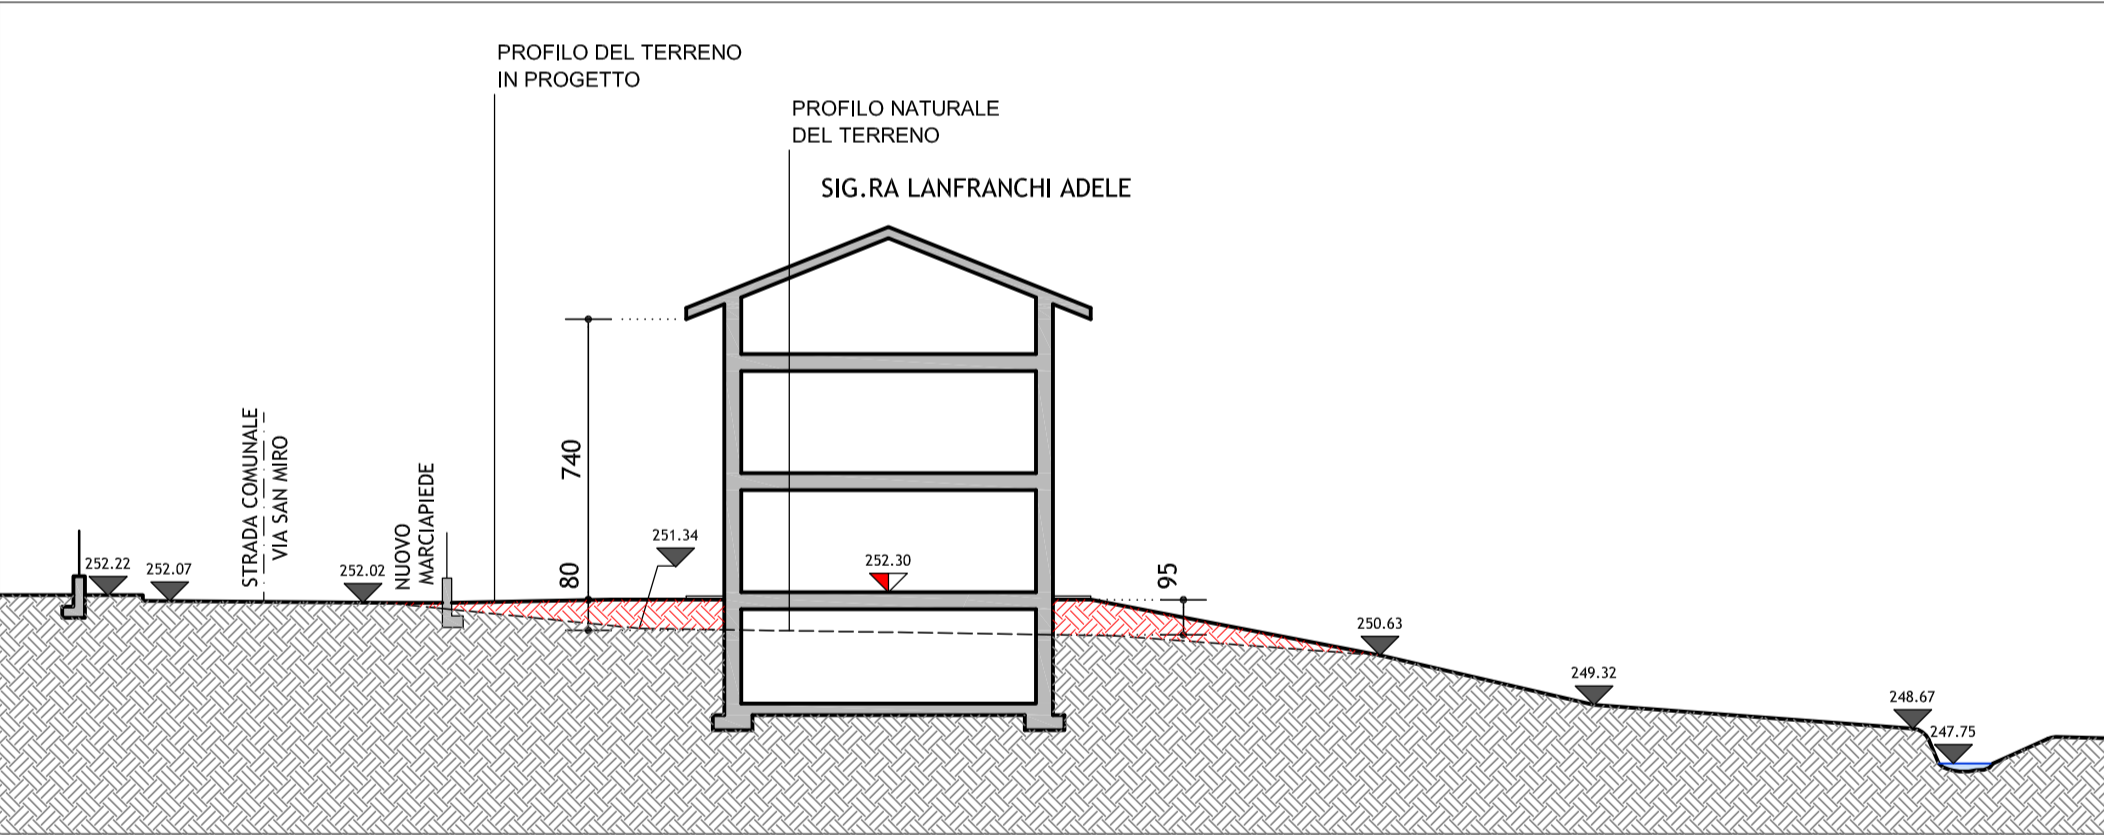 PROFILO DEL TERRENO
IN PROGETTO
PROFILO NATURALE
DEL TERRENO
SIG.RA LANFRANCHI ADELE
STRADA COMUNALE
VIA SAN MIRO
NUOVO
MARCIAPIEDE
740
80
95
252.22
252.07
252.02
251.34
252.30
250.63
249.32
248.67
247.75